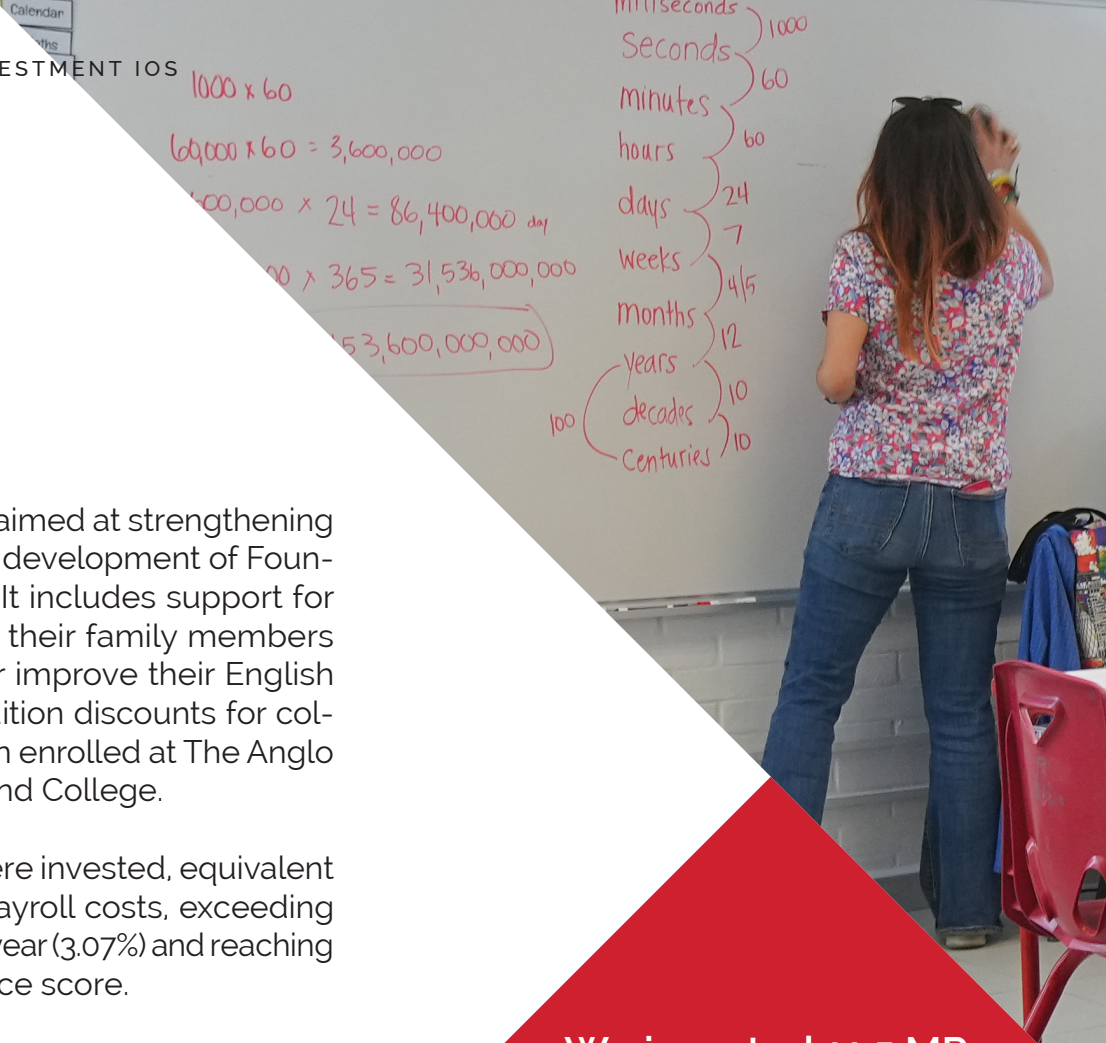 Calendar
ESTMENT IOS
1000 x 60
60,000 x 60 = 3,600,000
00,000 x 24 = 86,400,000 day
00 x 365 = 31,536,000,000
53,600,000,000
milliseconds
1000
Seconds
60
minutes
60
hours
24
days
7
weeks
4/5
months
12
years
10
decades
100
10
Centuries
aimed at strengthening
development of Foun-
It includes support for
their family members
r improve their English
ition discounts for col-
n enrolled at The Anglo
nd College.
ere invested, equivalent
ayroll costs, exceeding
year (3.07%) and reaching
ce score.